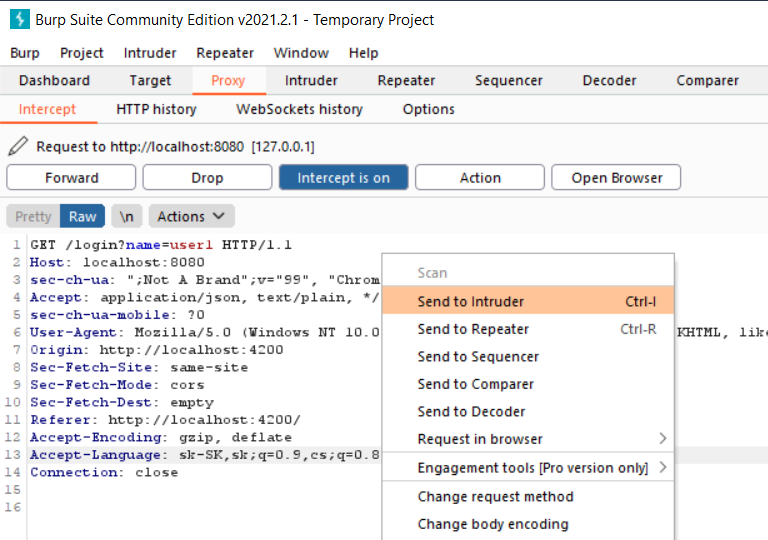 Burp Suite Community Edition v2021.2.1 - Temporary Project
Burp Project Intruder Repeater Window Help
Dashboard Target Proxy Intruder Repeater Sequencer Decoder Comparer
Intercept HTTP history WebSockets history Options
Request to http://localhost:8080 [127.0.0.1]
Forward Drop Intercept is on Action Open Browser
Pretty Raw \n Actions
1 GET /login?name=user1 HTTP/1.1
2 Host: localhost:8080
3 sec-ch-ua: ";Not A Brand";v="99", "Chrom
4 Accept: application/json, text/plain, */
5 sec-ch-ua-mobile: ?0
6 User-Agent: Mozilla/5.0 (Windows NT 10.0 KHTML, like
7 Origin: http://localhost:4200
8 Sec-Fetch-Site: same-site
9 Sec-Fetch-Mode: cors
10 Sec-Fetch-Dest: empty
11 Referer: http://localhost:4200/
12 Accept-Encoding: gzip, deflate
13 Accept-Language: sk-SK,sk;q=0.9,cs;q=0.8
14 Connection: close
15
16
Scan
Send to Intruder Ctrl-I
Send to Repeater Ctrl-R
Send to Sequencer
Send to Comparer
Send to Decoder
Request in browser
Engagement tools [Pro version only]
Change request method
Change body encoding